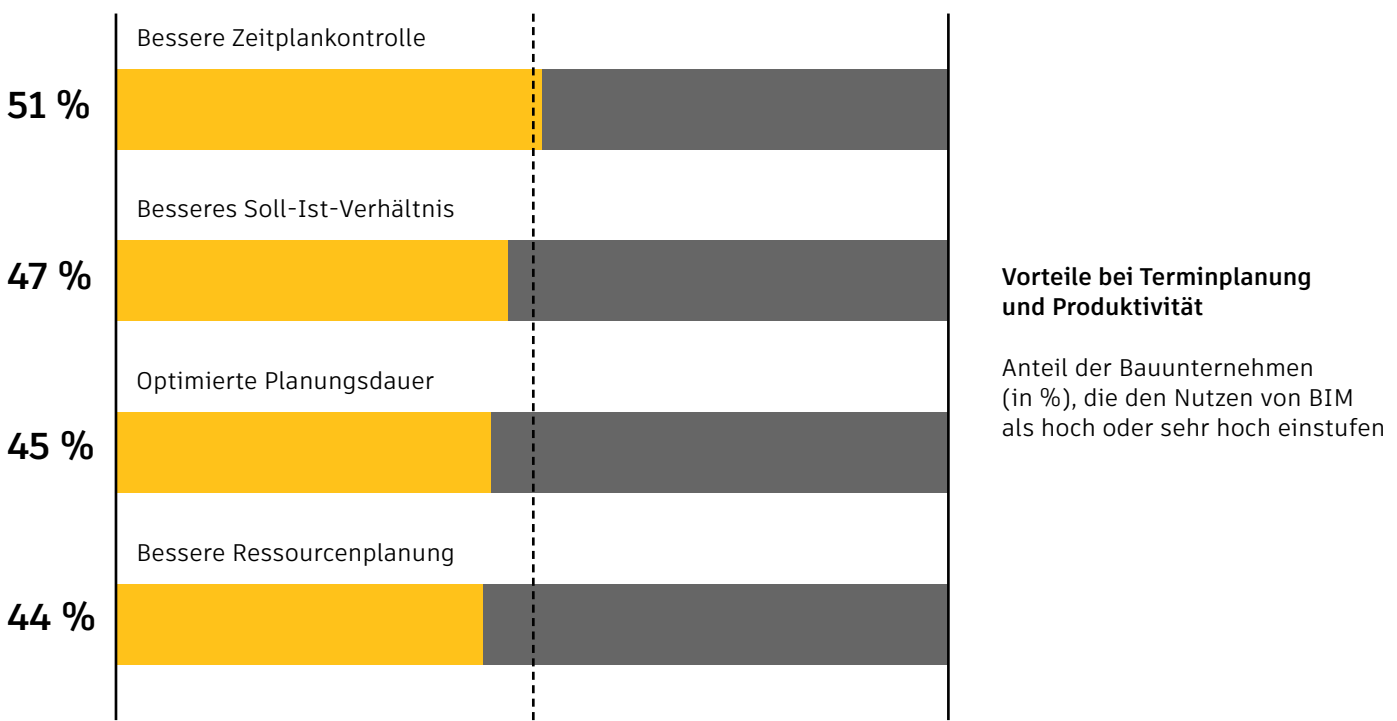 Bessere Zeitplankontrolle
51 %
Besseres Soll-Ist-Verhältnis
47 %
Optimierte Planungsdauer
45 %
Bessere Ressourcenplanung
44 %
Vorteile bei Terminplanung
und Produktivität
Anteil der Bauunternehmen
(in %), die den Nutzen von BIM
als hoch oder sehr hoch einstufen